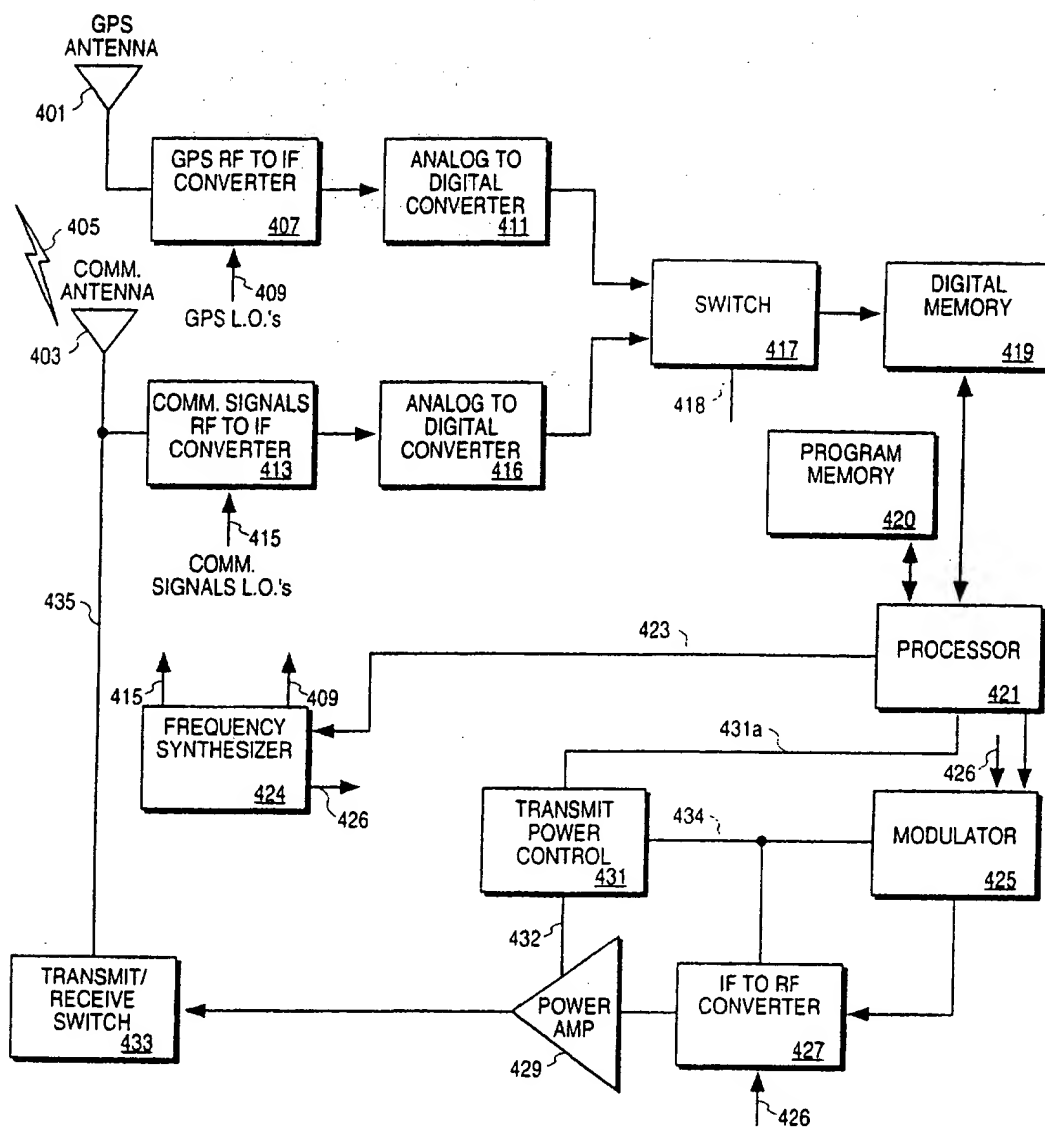 GPS
ANTENNA
401
GPS RF TO IF
CONVERTER
407
ANALOG TO
DIGITAL
CONVERTER
411
405
409
GPS L.O.'s
COMM.
ANTENNA
403
SWITCH
417
418
DIGITAL
MEMORY
419
COMM. SIGNALS
RF TO IF
CONVERTER
413
ANALOG TO
DIGITAL
CONVERTER
416
415
COMM.
SIGNALS L.O.'s
PROGRAM
MEMORY
420
435
423
PROCESSOR
421
415
409
FREQUENCY
SYNTHESIZER
424
426
431a
426
TRANSMIT
POWER
CONTROL
431
434
MODULATOR
425
432
TRANSMIT/
RECEIVE
SWITCH
433
POWER
AMP
429
IF TO RF
CONVERTER
427
426